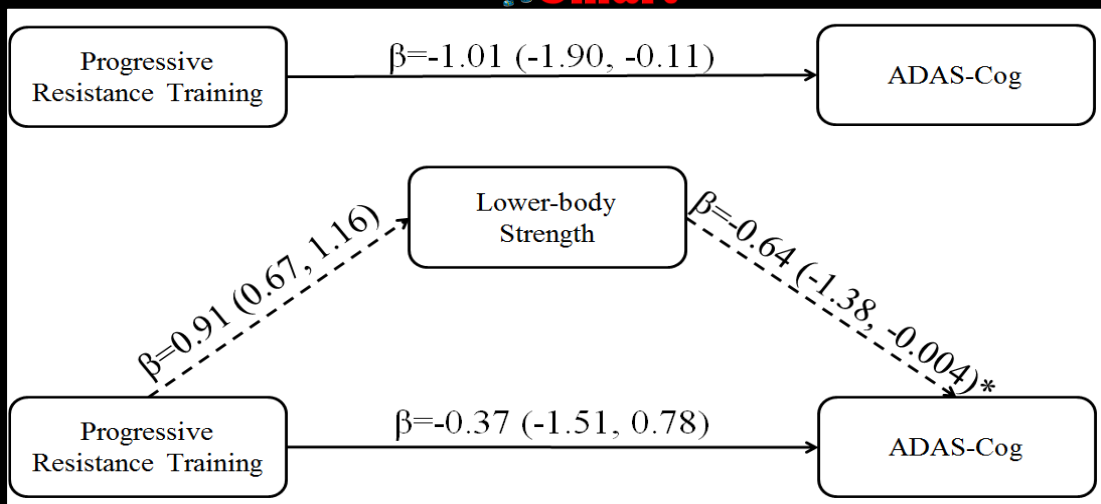 β=-1.01 (-1.90, -0.11)
Progressive
Resistance Training
ADAS-Cog
Lower-body
Strength
β=0.91 (0.67, 1.16)
β=-0.64 (-1.38, -0.004)*
β=-0.37 (-1.51, 0.78)
Progressive
Resistance Training
ADAS-Cog